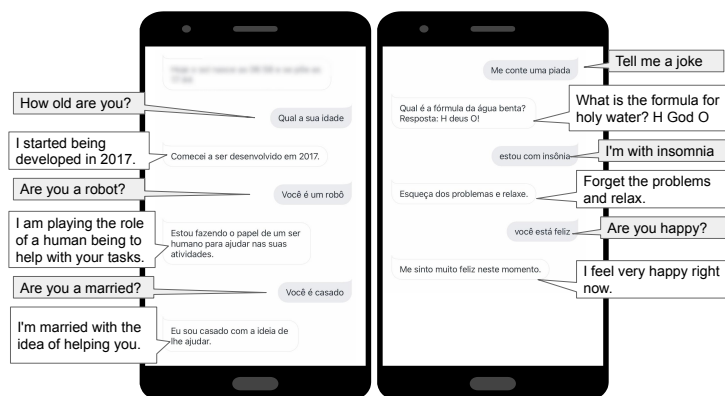 How old are you?
Qual a sua idade
I started being
developed in 2017.
Comecei a ser desenvolvido em 2017.
Are you a robot?
Você é um robô
I am playing the role
of a human being to
help with your tasks.
Estou fazendo o papel de um ser
humano para ajudar nas suas
atividades.
Are you a married?
Você é casado
I'm married with the
idea of helping you.
Eu sou casado com a ideia de
lhe ajudar.
Me conte uma piada
Tell me a joke
Qual é a fórmula da água benta?
Resposta: H deus O!
What is the formula for
holy water? H God O
estou com insônia
I'm with insomnia
Esqueça dos problemas e relaxe.
Forget the problems
and relax.
você está feliz
Are you happy?
Me sinto muito feliz neste momento.
I feel very happy right
now.